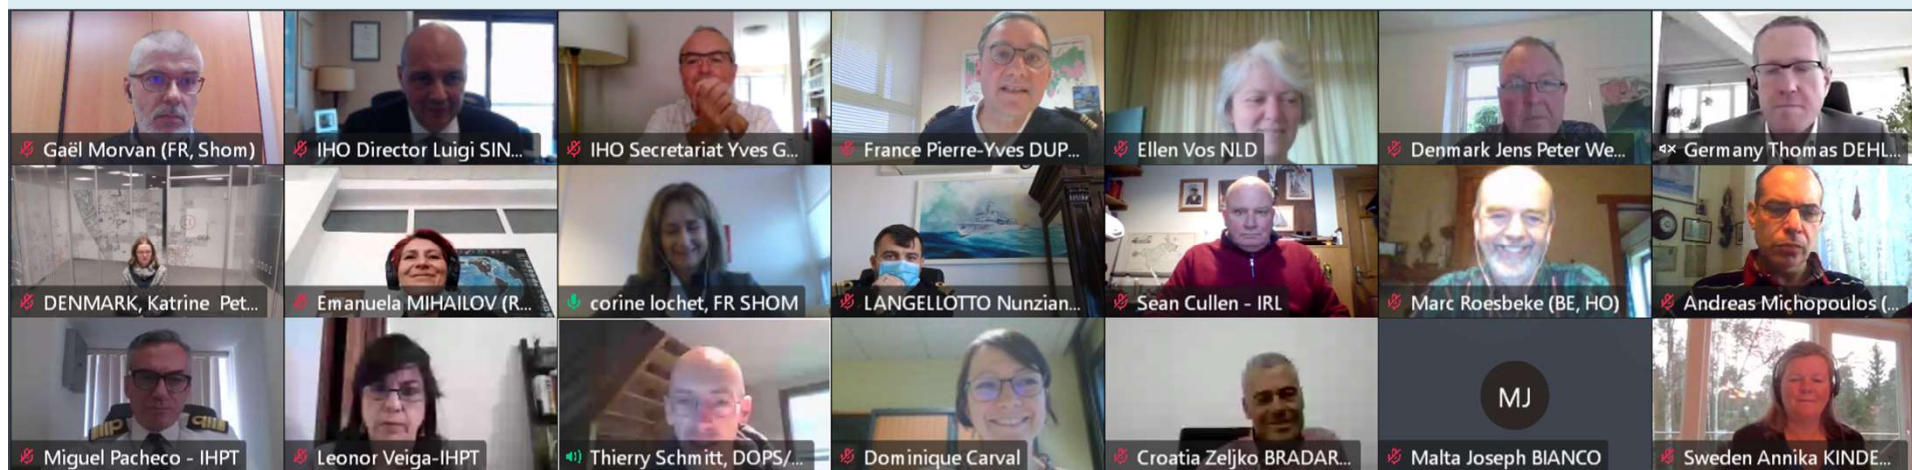 Gaël Morvan (FR, Shom)
IHO Director Luigi SIN...
IHO Secretariat Yves G...
France Pierre-Yves DUP...
Ellen Vos NLD
Denmark Jens Peter We...
Germany Thomas DEHL...
DENMARK, Katrine Pet...
Emanuela MIHAILOV (R...
corine lochet, FR SHOM
LANGELLOTTO Nunzian...
Sean Cullen - IRL
Marc Roesbeke (BE, HO)
Andreas Michopoulos (...
MJ
Miguel Pacheco - IHPT
Leonor Veiga-IHPT
Thierry Schmitt, DOPS/...
Dominique Carval
Croatia Zeljko BRADAR...
Malta Joseph BIANCO
Sweden Annika KINDE...